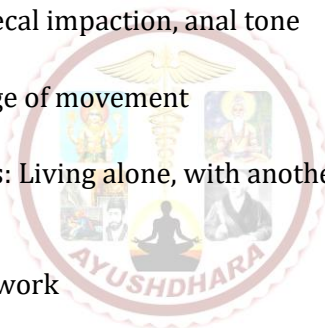 ecal impaction, anal tone
ge of movement
s: Living alone, with anothe
work
AYUSHDHARA